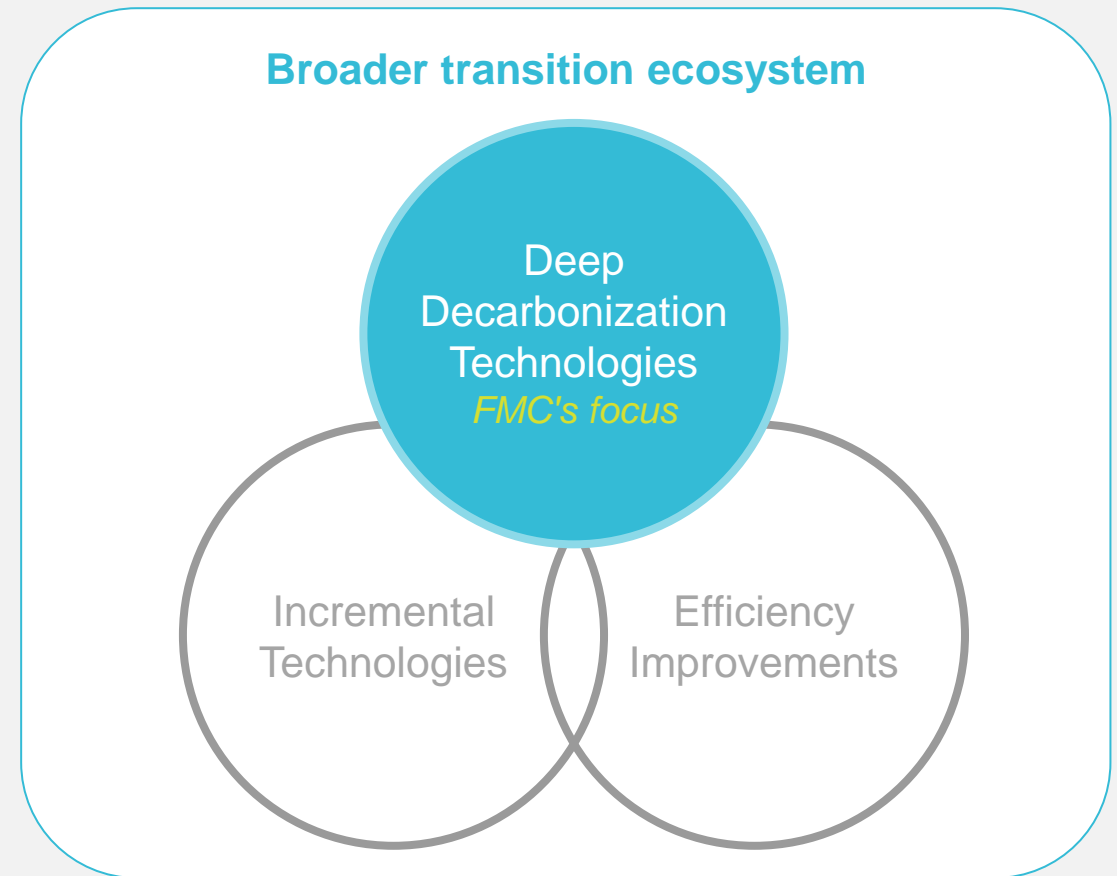 Broader transition ecosystem
Deep
Decarbonization
Technologies
FMC's focus
Incremental
Technologies
Efficiency
Improvements